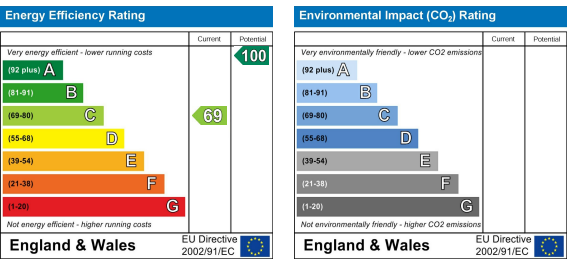 Energy Efficiency Rating
Current Potential
Very energy efficient - lower running costs
(92 plus) A
100
(81-91) B
(69-80) C
69
(55-68) D
(39-54) E
(21-38) F
(1-20) G
Not energy efficient - higher running costs
England & Wales
EU Directive
2002/91/EC
Environmental Impact (CO₂) Rating
Current Potential
Very environmentally friendly - lower CO2 emissions
(92 plus) A
(81-91) B
(69-80) C
(55-68) D
(39-54) E
(21-38) F
(1-20) G
Not environmentally friendly - higher CO2 emissions
England & Wales
EU Directive
2002/91/EC